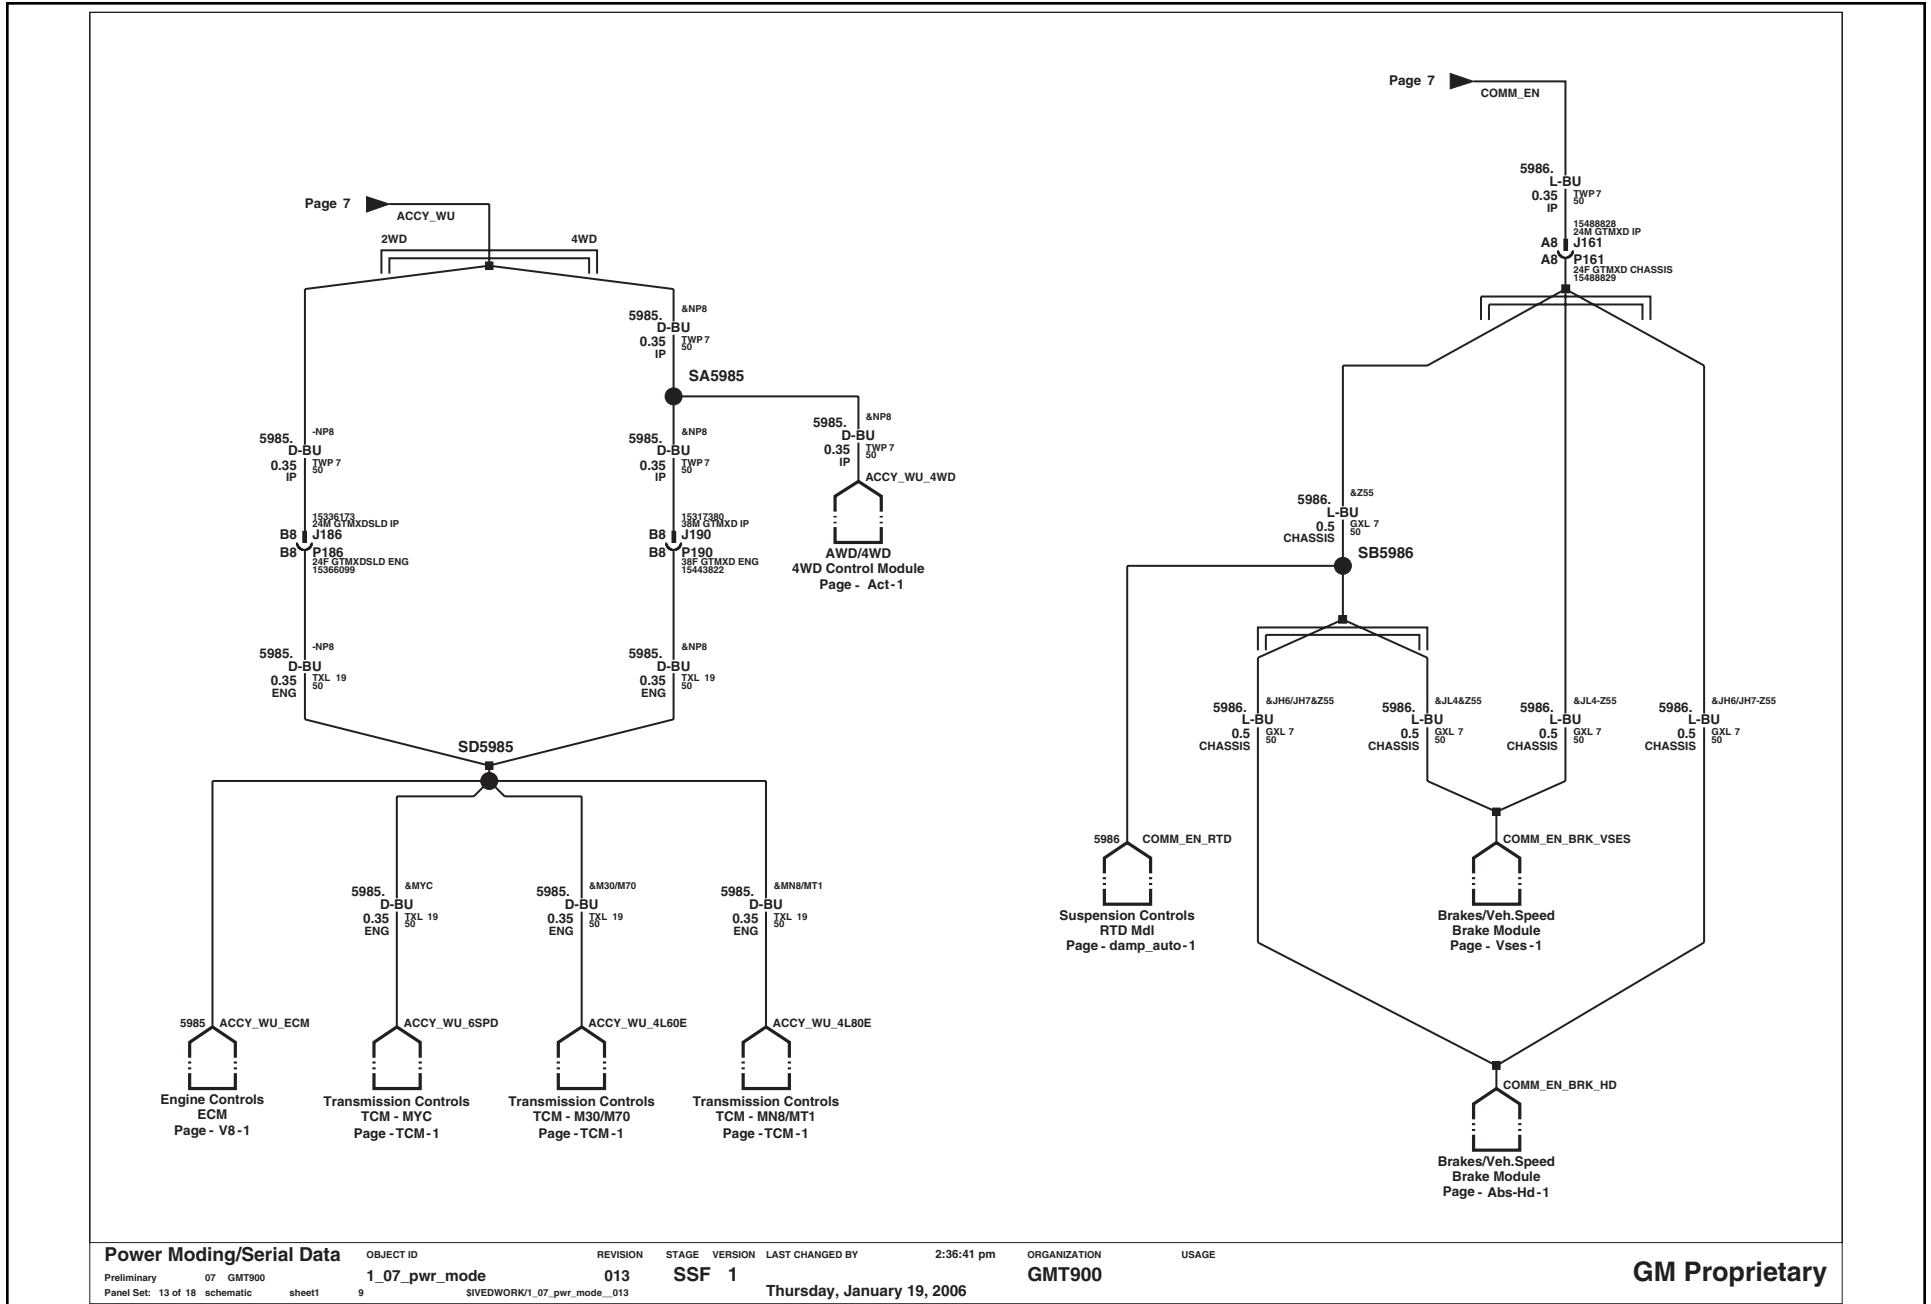 Page 7
ACCY_WU
2WD
4WD
5985.
D-BU
0.35
IP
&NP8
TWP 7
50
SA5985
5985.
D-BU
0.35
IP
-NP8
TWP 7
50
5985.
D-BU
0.35
IP
&NP8
TWP 7
50
5985.
D-BU
0.35
IP
&NP8
TWP 7
50
ACCY_WU_4WD
AWD/4WD
4WD Control Module
Page - Act-1
15336173
24M GTMXDSLD IP
B8 J186
B8 P186
24F GTMXDSLD ENG
15366099
15317380
38M GTMXD IP
B8 J190
B8 P190
38F GTMXD ENG
15443822
5985.
D-BU
0.35
ENG
-NP8
TXL 19
50
5985.
D-BU
0.35
ENG
&NP8
TXL 19
50
SD5985
5985.
D-BU
0.35
ENG
&MYC
TXL 19
50
5985.
D-BU
0.35
ENG
&M30/M70
TXL 19
50
5985.
D-BU
0.35
ENG
&MN8/MT1
TXL 19
50
5985 ACCY_WU_ECM
Engine Controls
ECM
Page - V8-1
ACCY_WU_6SPD
Transmission Controls
TCM - MYC
Page -TCM-1
ACCY_WU_4L60E
Transmission Controls
TCM - M30/M70
Page -TCM-1
ACCY_WU_4L80E
Transmission Controls
TCM - MN8/MT1
Page -TCM-1
Page 7
COMM_EN
5986.
L-BU
0.35
IP
TWP 7
50
15488828
24M GTMXD IP
A8 J161
A8 P161
24F GTMXD CHASSIS
15488829
5986.
L-BU
0.5
CHASSIS
&Z55
GXL 7
50
SB5986
5986.
L-BU
0.5
CHASSIS
&JH6/JH7&Z55
GXL 7
50
5986.
L-BU
0.5
CHASSIS
&JL4&Z55
GXL 7
50
5986.
L-BU
0.5
CHASSIS
&JL4-Z55
GXL 7
50
5986.
L-BU
0.5
CHASSIS
&JH6/JH7-Z55
GXL 7
50
5986 COMM_EN_RTD
Suspension Controls
RTD Mdl
Page - damp_auto-1
COMM_EN_BRK_VSES
Brakes/Veh.Speed
Brake Module
Page - Vses-1
COMM_EN_BRK_HD
Brakes/Veh.Speed
Brake Module
Page - Abs-Hd-1
Power Moding/Serial Data OBJECT ID REVISION STAGE VERSION LAST CHANGED BY 2:36:41 pm ORGANIZATION USAGE
Preliminary 07 GMT900 1_07_pwr_mode 013 SSF 1 GMT900
Panel Set: 13 of 18 schematic sheet1 9 $IVEDWORK/1_07_pwr_mode__013 Thursday, January 19, 2006
GM Proprietary